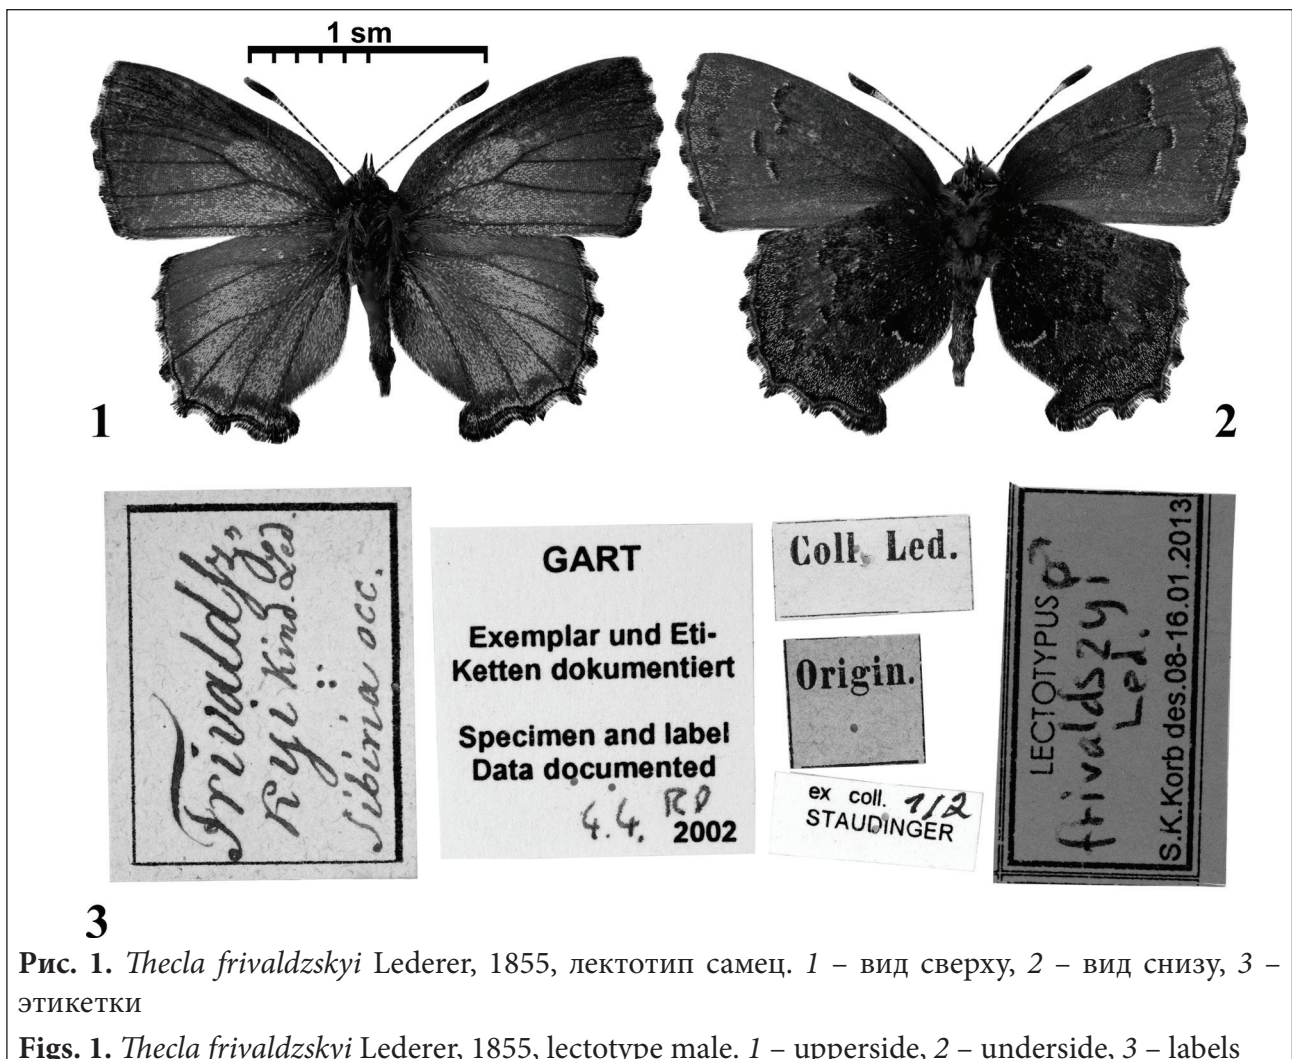 1 sm
1
2
Frivaldſz,
kyi Kind. Led.
Sibiria occ.
GART
Exemplar und Eti-
Ketten dokumentiert
Specimen and label
Data documented
4.4. RD
2002
Coll. Led.
Origin.
ex coll. 1/2
STAUDINGER
LECTOTYPUS ♂
frivaldszyi
Led.
S.K.Korb des.08-16.01.2013
3
Рис. 1. Thecla frivaldzskyi Lederer, 1855, лектотип самец. 1 – вид сверху, 2 – вид снизу, 3 –
этикетки
Figs. 1. Thecla frivaldzskyi Lederer, 1855, lectotype male. 1 – upperside, 2 – underside, 3 – labels